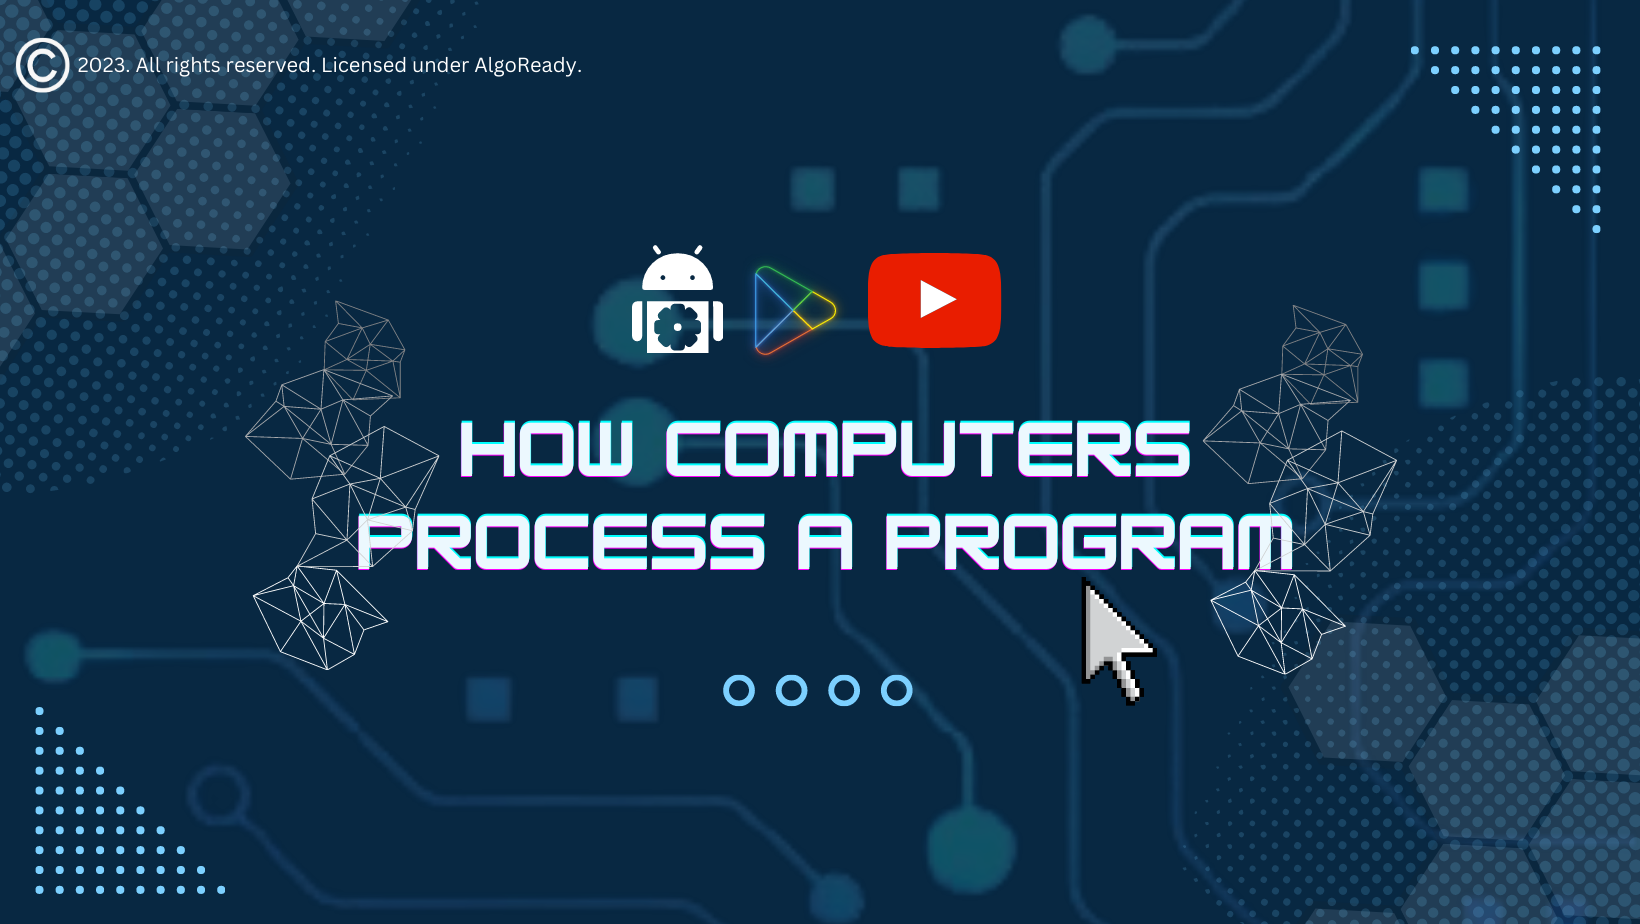 © 2023. All rights reserved. Licensed under AlgoReady.
HOW COMPUTERS
PROCESS A PROGRAM